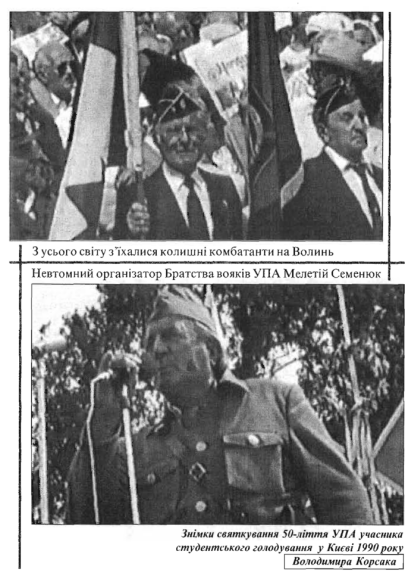 З усього світу з'їхалися колишні комбатанти на Волинь
Невтомний організатор Братства вояків УПА Мелетій Семенюк
Знімки святкування 50-ліття УПА учасника
студентського голодування у Києві 1990 року
Володимира Корсака